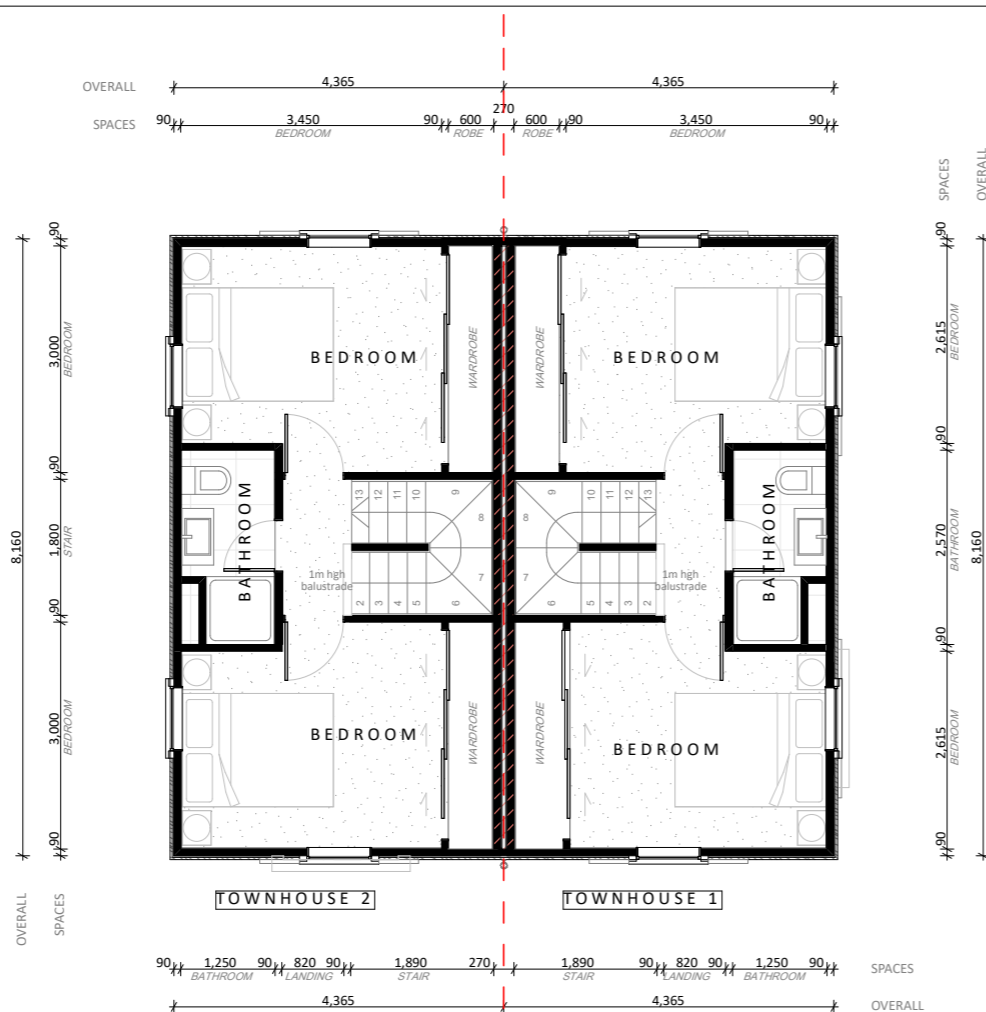 OVERALL 4,365 4,365
270
SPACES 90 3,450 90 600 600 90 3,450 90
BEDROOM ROBE ROBE BEDROOM
SPACES
OVERALL
90
90
3,000
BEDROOM
2,615
BEDROOM
BEDROOM
BEDROOM
WARDROBE
WARDROBE
90
90
13 12 11 10 9
9 10 11 12 13
8
8
BATHROOM
BATHROOM
8,160
1,800
STAIR
2,570
BATHROOM
8,160
1m hgh
balustrade
1m hgh
balustrade
7
7
2 3 4 5 6
6 5 4 3 2
90
90
3,000
BEDROOM
2,615
BEDROOM
BEDROOM
BEDROOM
WARDROBE
WARDROBE
90
90
OVERALL
SPACES
TOWNHOUSE 2
TOWNHOUSE 1
90 1,250 90 820 90 1,890 270 1,890 90 820 90 1,250 90 SPACES
BATHROOM LANDING STAIR STAIR LANDING BATHROOM
4,365 4,365 OVERALL